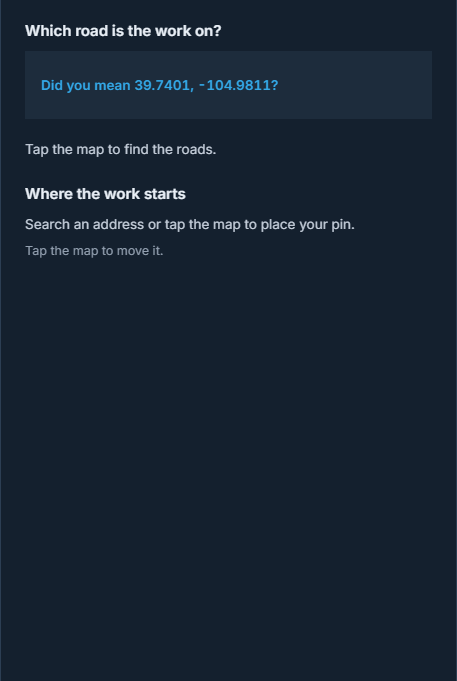 Which road is the work on?
Did you mean 39.7401, -104.9811?
Tap the map to find the roads.
Where the work starts
Search an address or tap the map to place your pin.
Tap the map to move it.